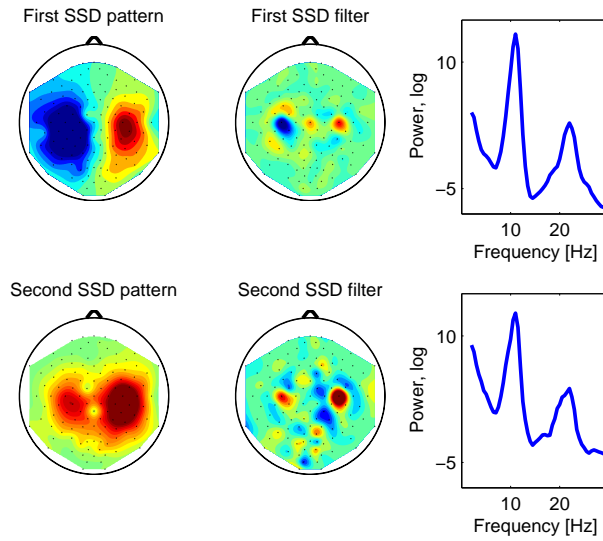 First SSD pattern
First SSD filter
10
Power, log
−5
10
20
Frequency [Hz]
Second SSD pattern
Second SSD filter
10
Power, log
−5
10
20
Frequency [Hz]